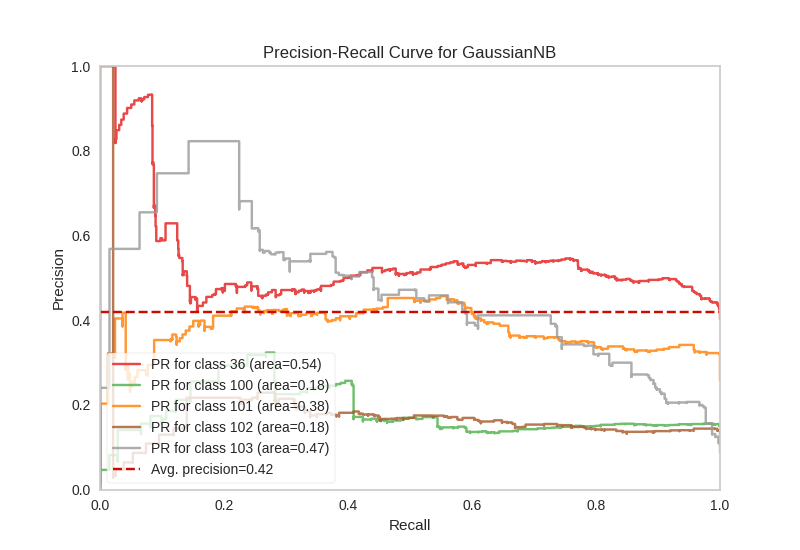 Precision-Recall Curve for GaussianNB
1.0
0.8
0.6
0.4
0.2
0.0
Precision
PR for class 36 (area=0.54)
PR for class 100 (area=0.18)
PR for class 101 (area=0.38)
PR for class 102 (area=0.18)
PR for class 103 (area=0.47)
Avg. precision=0.42
0.0 0.2 0.4 0.6 0.8 1.0
Recall